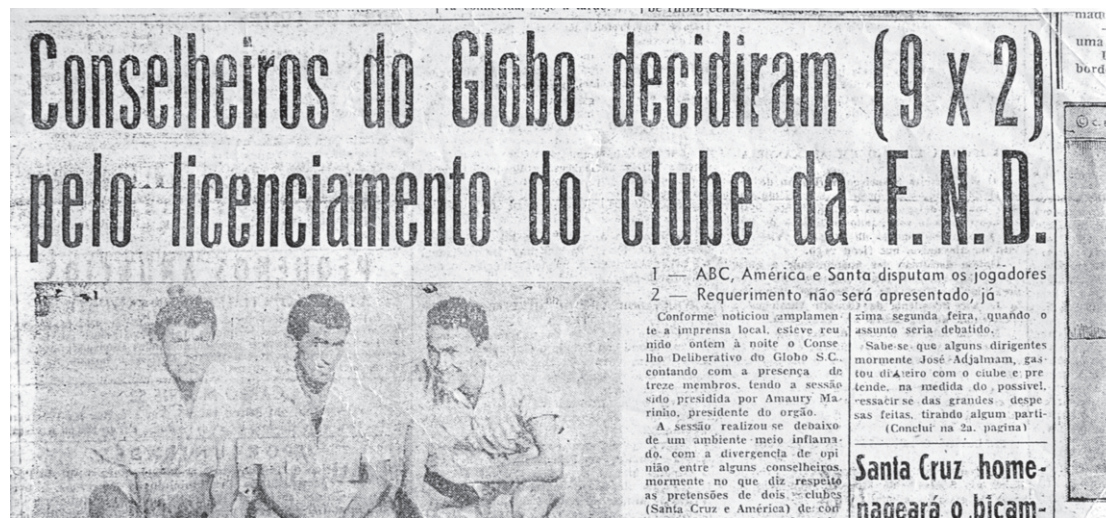 Conselheiros do Globo decidiram (9 x 2)
pelo licenciamento do clube da F. N. D.
1 — ABC, América e Santa disputam os jogadores
2 — Requerimento não será apresentado, já
Conforme noticiou amplamen-
te a imprensa local, esteve reu
nido ontem à noite o Conse
lho Deliberativo do Globo S.C.,
contando com a presença de
treze membros, tendo a sessão
sido presidida por Amaury Ma-
rinho, presidente do orgão.
A sessão realizou se debaixo
de um ambiente meio inflama-
do, com a divergencia de opi
nião entre alguns conselheiros,
mormente no que diz respeito
as pretensões de dois clubes
(Santa Cruz e América) de con
xima segunda feira, quando o
assunto seria debatido.
Sabe-se que alguns dirigentes
mormente José Adjalmam, gas-
tou dinheiro com o clube e pre
tende, na medida do possivel,
ressacir se das grandes despe
sas feitas, tirando algum parti-
(Conclui na 2a. pagina)
Santa Cruz home-
nageará o bicam-
uma
bord